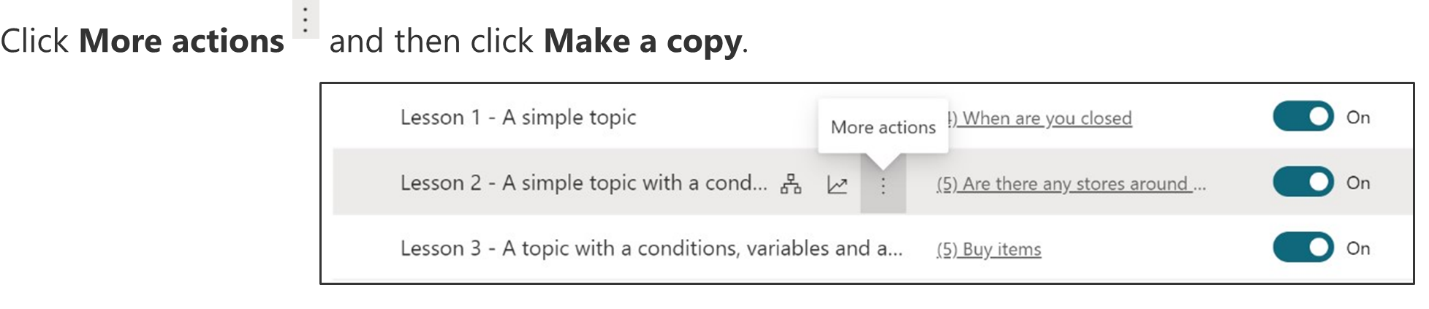 Click More actions and then click Make a copy.
Lesson 1 - A simple topic More actions 4) When are you closed On
Lesson 2 - A simple topic with a cond... (5) Are there any stores around ... On
Lesson 3 - A topic with a conditions, variables and a... (5) Buy items On